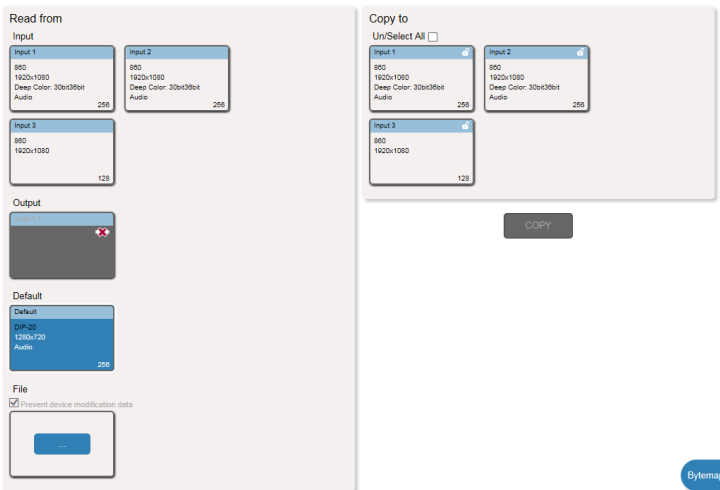 Read from
Input
Input 1
860
1920x1080
Deep Color: 30bit36bit
Audio
256
Input 2
860
1920x1080
Deep Color: 30bit36bit
Audio
256
Input 3
860
1920x1080
128
Output
Output 1
Default
Default
DIP-20
1280x720
Audio
256
File
Prevent device modification data
...
Copy to
Un/Select All
Input 1
860
1920x1080
Deep Color: 30bit36bit
Audio
256
Input 2
860
1920x1080
Deep Color: 30bit36bit
Audio
256
Input 3
860
1920x1080
128
COPY